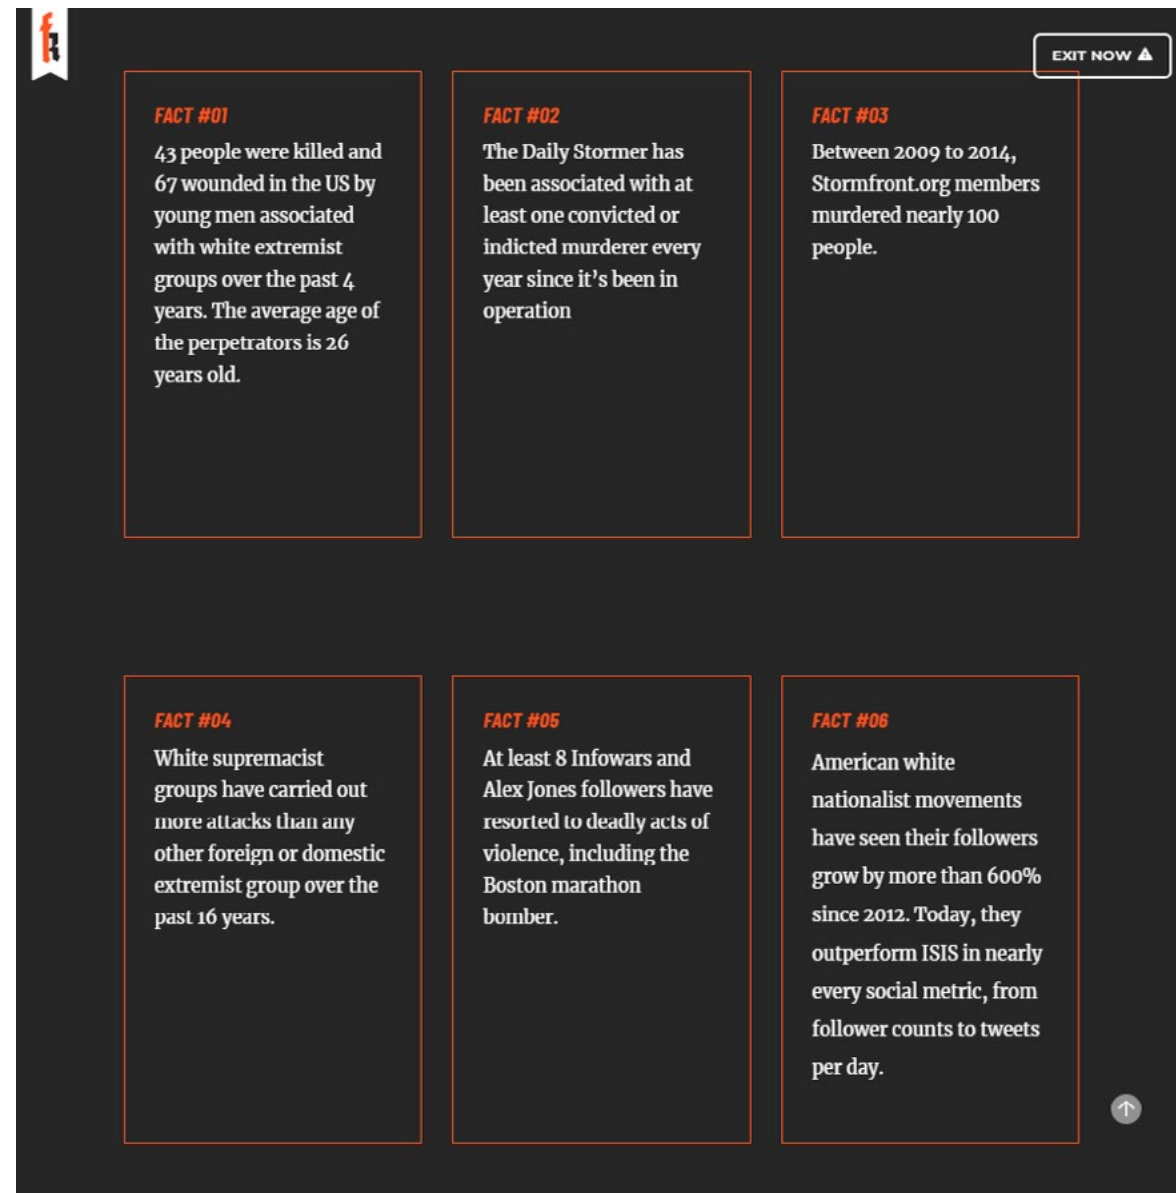 EXIT NOW
FACT #01
43 people were killed and
67 wounded in the US by
young men associated
with white extremist
groups over the past 4
years. The average age of
the perpetrators is 26
years old.
FACT #02
The Daily Stormer has
been associated with at
least one convicted or
indicted murderer every
year since it’s been in
operation
FACT #03
Between 2009 to 2014,
Stormfront.org members
murdered nearly 100
people.
FACT #04
White supremacist
groups have carried out
more attacks than any
other foreign or domestic
extremist group over the
past 16 years.
FACT #05
At least 8 Infowars and
Alex Jones followers have
resorted to deadly acts of
violence, including the
Boston marathon
bomber.
FACT #06
American white
nationalist movements
have seen their followers
grow by more than 600%
since 2012. Today, they
outperform ISIS in nearly
every social metric, from
follower counts to tweets
per day.